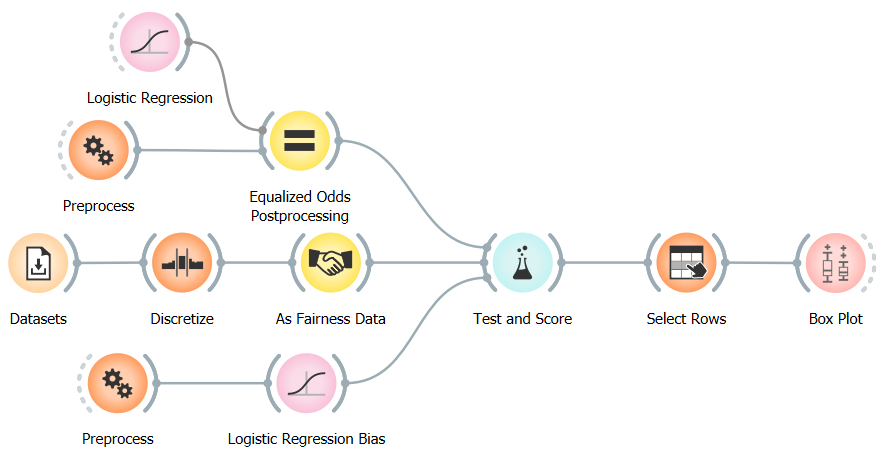 Logistic Regression
Preprocess
Equalized Odds
Postprocessing
Datasets
Discretize
As Fairness Data
Test and Score
Select Rows
Box Plot
Preprocess
Logistic Regression Bias